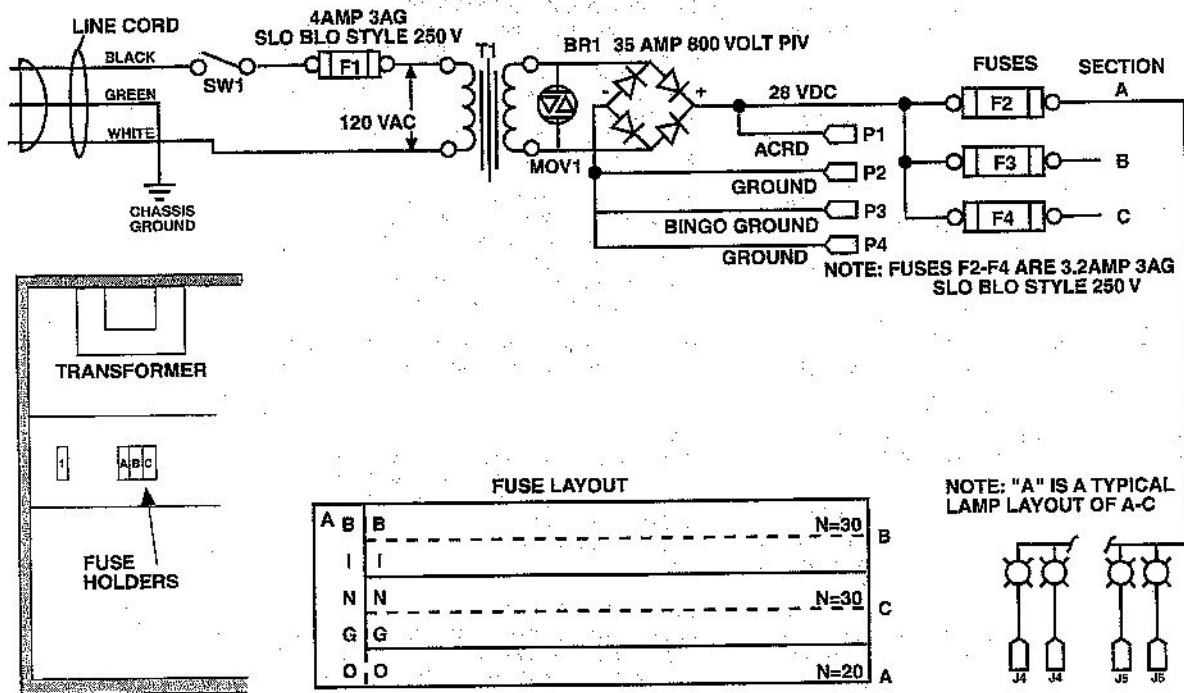 LINE CORD
BLACK
GREEN
WHITE
CHASSIS
GROUND
SW1
4AMP 3AG
SLO BLO STYLE 250 V
F1
120 VAC
T1
MOV1
BR1 35 AMP 600 VOLT PIV
-
+
28 VDC
P1
ACRD
P2
GROUND
P3
BINGO GROUND
P4
GROUND
FUSES
SECTION
F2
A
F3
B
F4
C
NOTE: FUSES F2-F4 ARE 3.2AMP 3AG
SLO BLO STYLE 250 V
TRANSFORMER
1
A B C
FUSE
HOLDERS
FUSE LAYOUT
A B B N=30 B
I I
N N N=30 C
G G
O O N=20 A
NOTE: "A" IS A TYPICAL
LAMP LAYOUT OF A-C
J4 J4 J5 J5